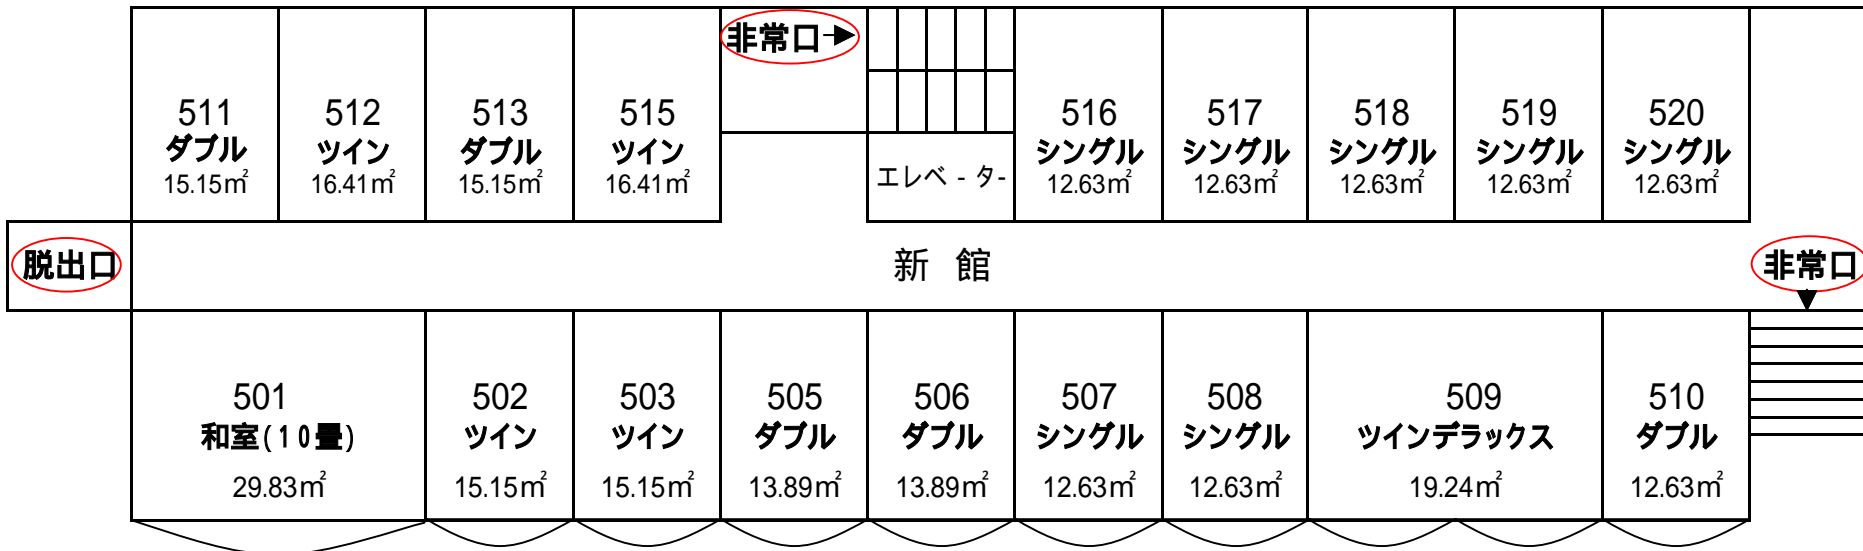 非常口→
511
ダブル
15.15㎡
512
ツイン
16.41㎡
513
ダブル
15.15㎡
515
ツイン
16.41㎡
エレベ-タ-
516
シングル
12.63㎡
517
シングル
12.63㎡
518
シングル
12.63㎡
519
シングル
12.63㎡
520
シングル
12.63㎡
脱出口
新館
非常口
501
和室(10畳)
29.83㎡
502
ツイン
15.15㎡
503
ツイン
15.15㎡
505
ダブル
13.89㎡
506
ダブル
13.89㎡
507
シングル
12.63㎡
508
シングル
12.63㎡
509
ツインデラックス
19.24㎡
510
ダブル
12.63㎡